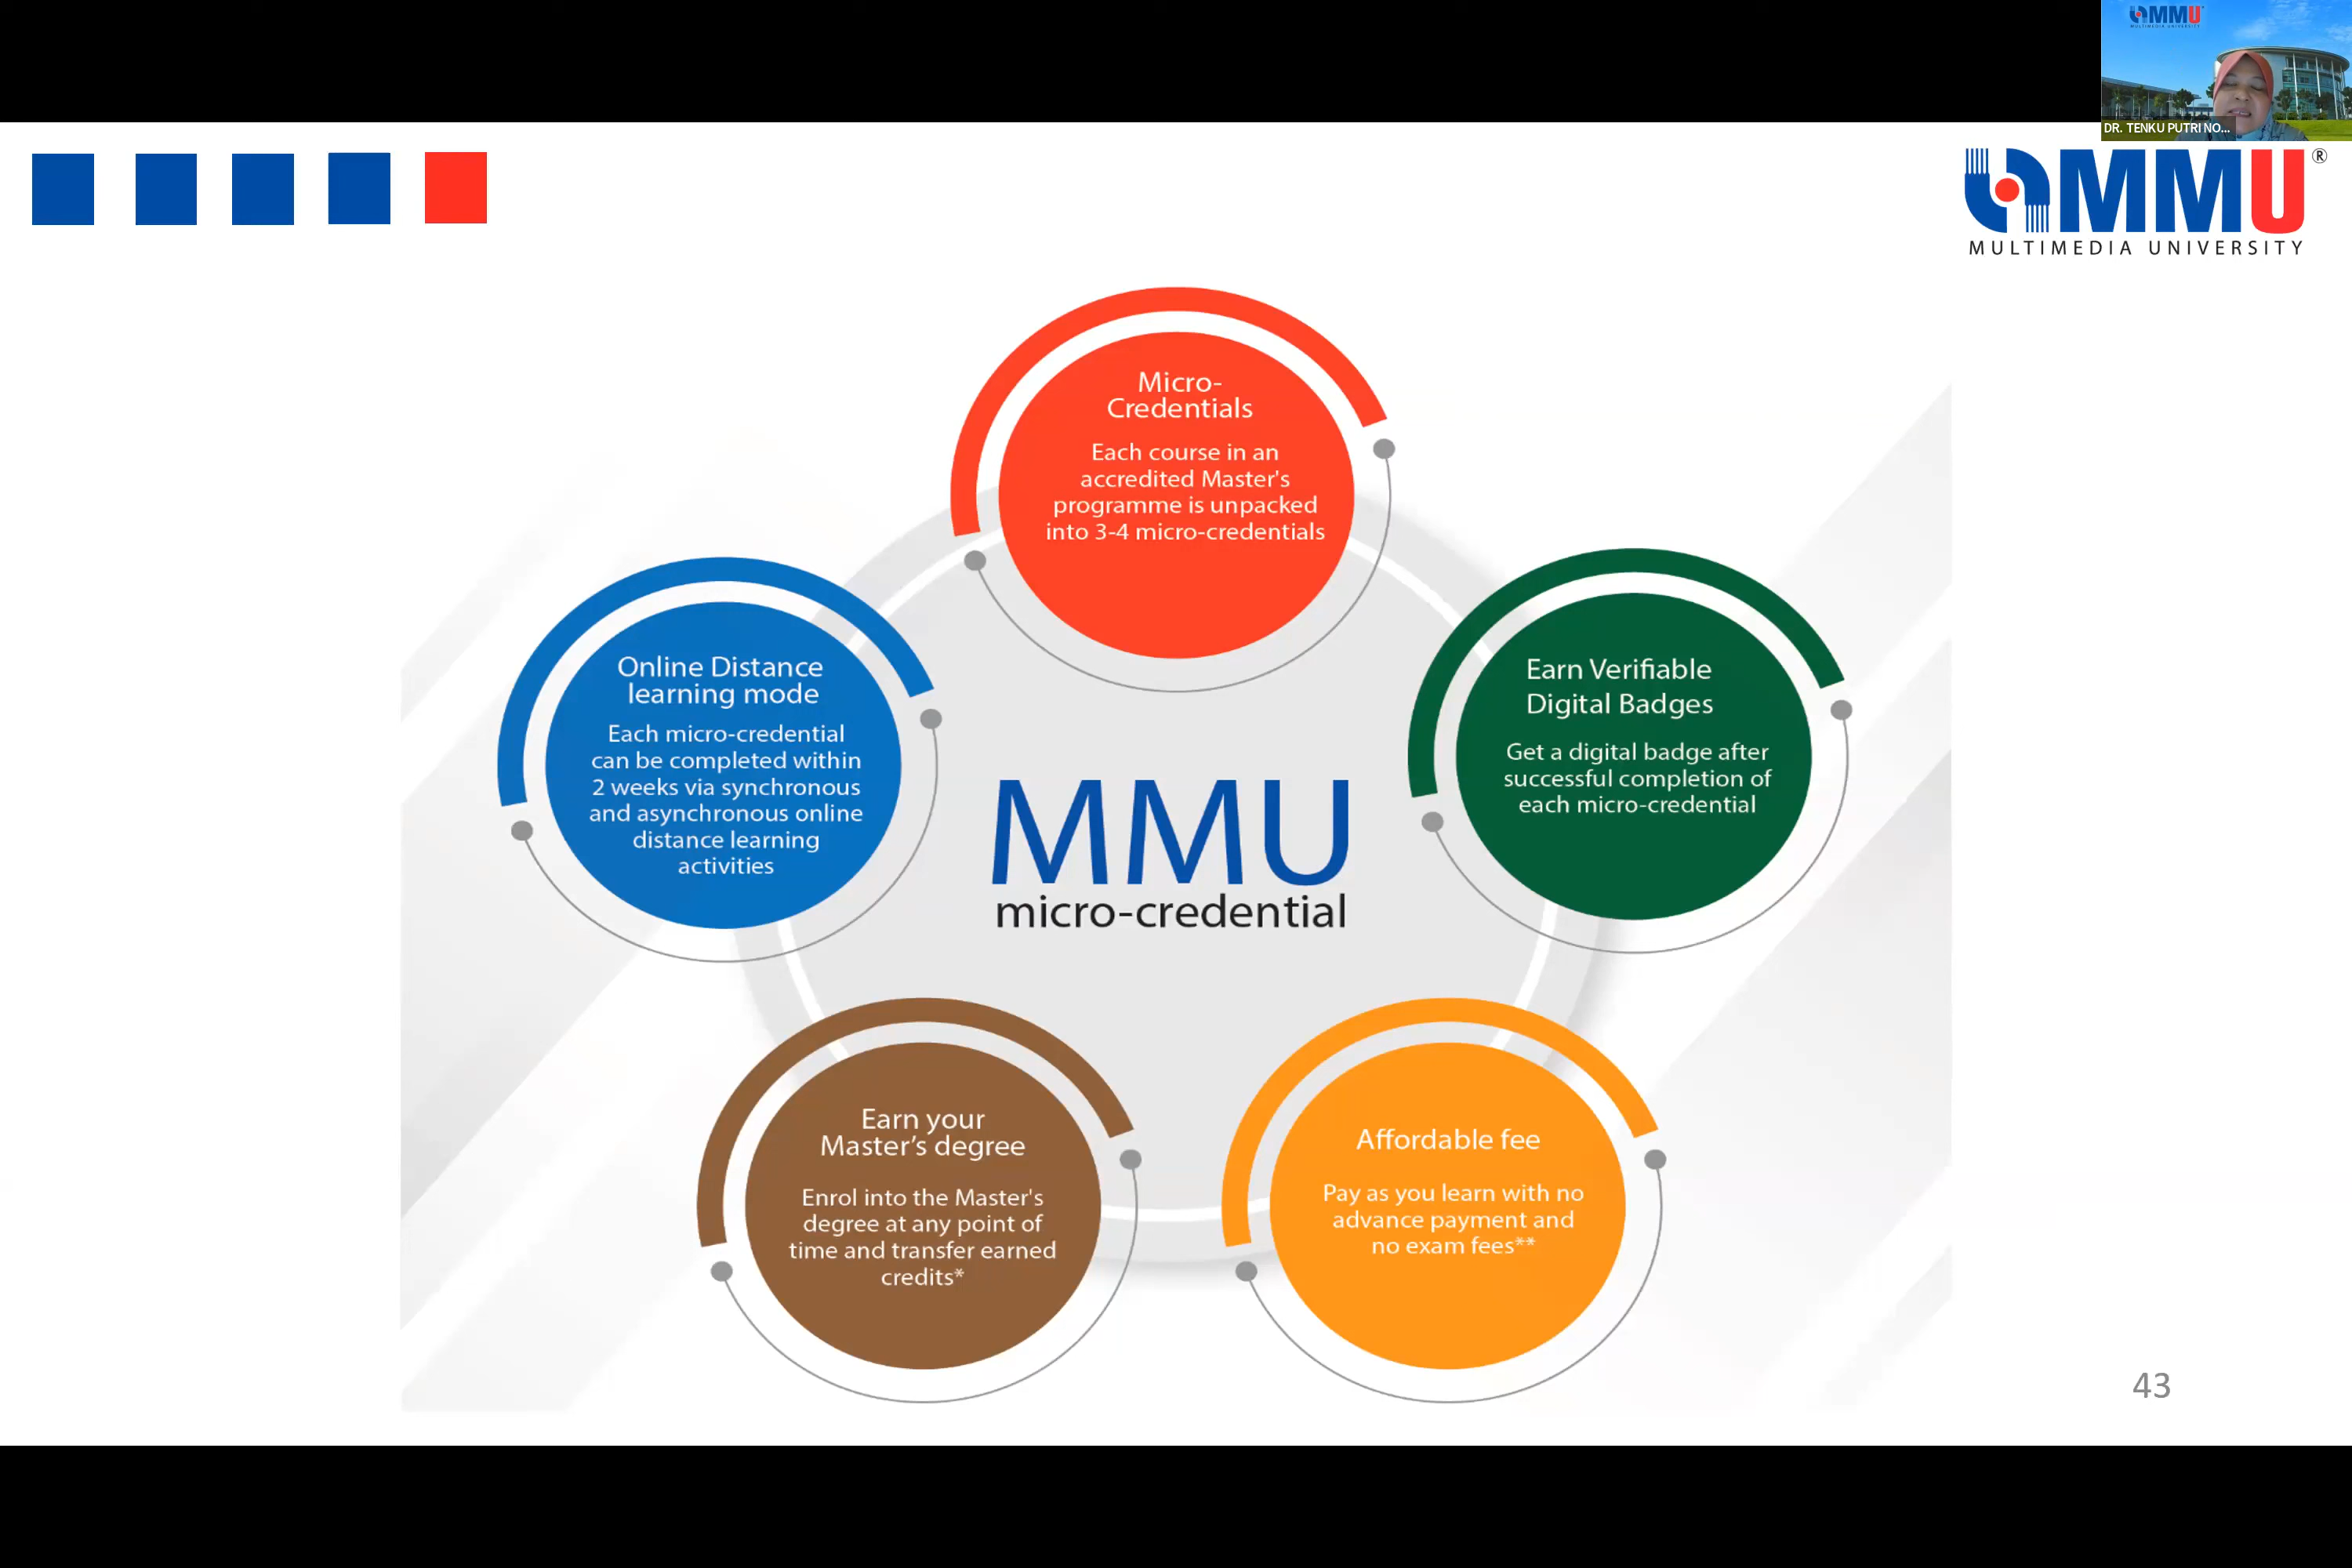 MMU
MULTIMEDIA UNIVERSITY
DR. TENKU PUTRI NO...
MMU®
MULTIMEDIA UNIVERSITY
Micro-
Credentials
Each course in an
accredited Master's
programme is unpacked
into 3-4 micro-credentials
Online Distance
learning mode
Each micro-credential
can be completed within
2 weeks via synchronous
and asynchronous online
distance learning
activities
Earn Verifiable
Digital Badges
Get a digital badge after
successful completion of
each micro-credential
MMU
micro-credential
Earn your
Master’s degree
Enrol into the Master's
degree at any point of
time and transfer earned
credits*
Affordable fee
Pay as you learn with no
advance payment and
no exam fees**
43